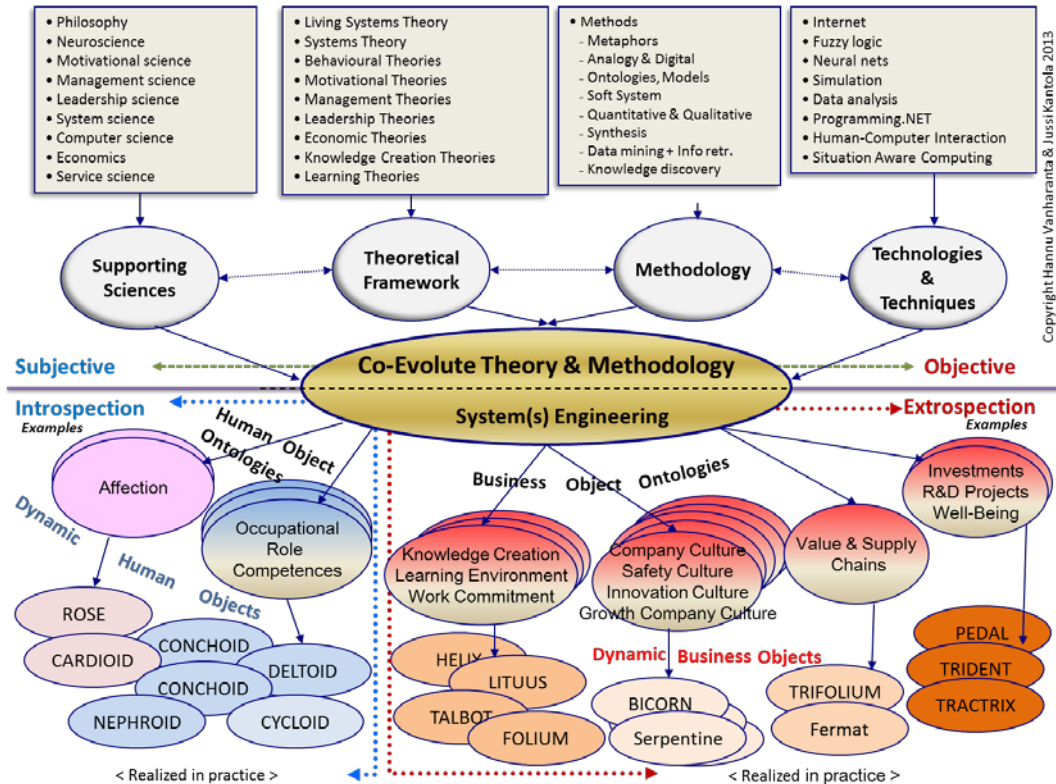 • Philosophy
• Neuroscience
• Motivational science
• Management science
• Leadership science
• System science
• Computer science
• Economics
• Service science
• Living Systems Theory
• Systems Theory
• Behavioural Theories
• Motivational Theories
• Management Theories
• Leadership Theories
• Economic Theories
• Knowledge Creation Theories
• Learning Theories
• Methods
- Metaphors
- Analogy & Digital
- Ontologies, Models
- Soft System
- Quantitative & Qualitative
- Synthesis
- Data mining + Info retr.
- Knowledge discovery
• Internet
• Fuzzy logic
• Neural nets
• Simulation
• Data analysis
• Programming.NET
• Human-Computer Interaction
• Situation Aware Computing
Copyright Hannu Vanharanta & Jussi Kantola 2013
Supporting
Sciences
Theoretical
Framework
Methodology
Technologies
&
Techniques
Subjective
Co-Evolute Theory & Methodology
Objective
Introspection
Examples
System(s) Engineering
Extrospection
Examples
Human Object
Ontologies
Business Object Ontologies
Affection
Occupational
Role
Competences
Knowledge Creation
Learning Environment
Work Commitment
Company Culture
Safety Culture
Innovation Culture
Growth Company Culture
Value & Supply
Chains
Investments
R&D Projects
Well-Being
Dynamic Human Objects
ROSE
CARDIOID
CONCHOID
CONCHOID
DELTOID
NEPHROID
CYCLOID
HELIX
LITUUS
TALBOT
FOLIUM
Dynamic Business Objects
BICORN
Serpentine
TRIFOLIUM
Fermat
PEDAL
TRIDENT
TRACTRIX
< Realized in practice >
< Realized in practice >